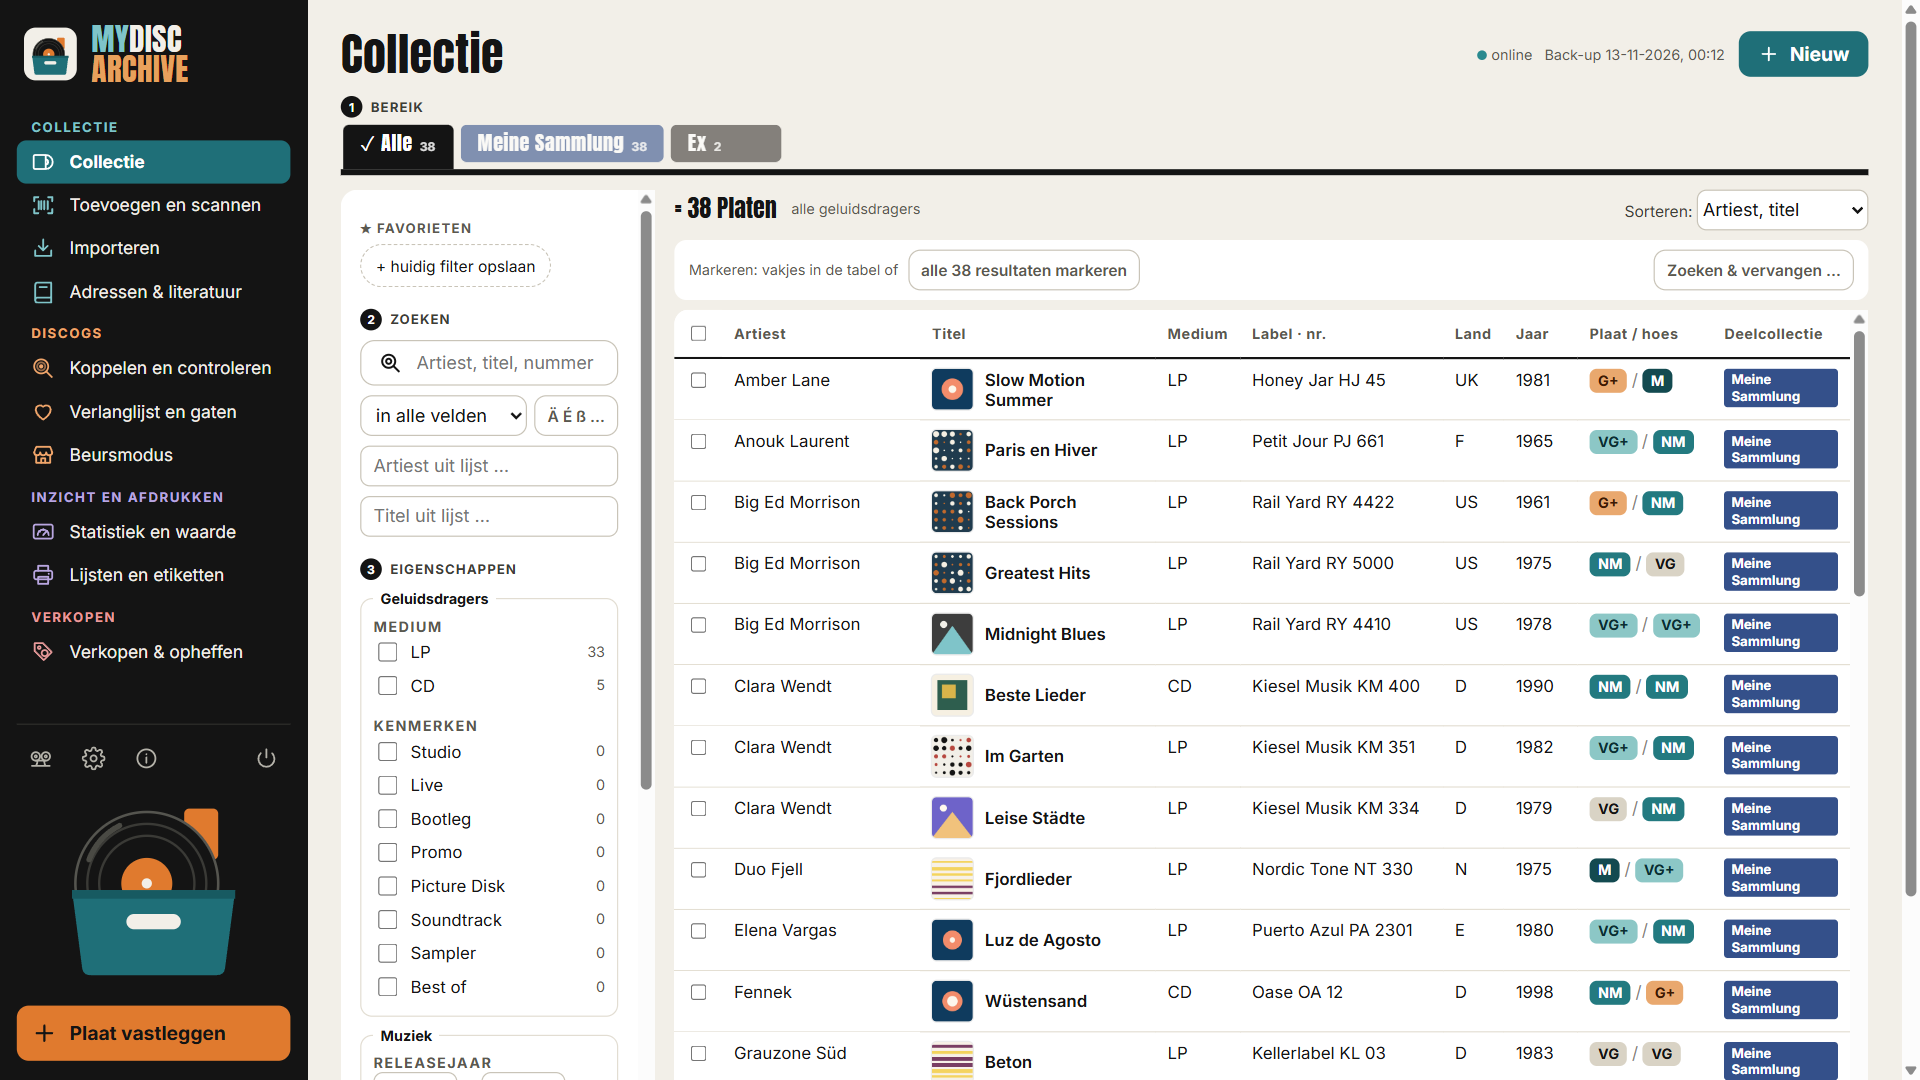 MYDISC
ARCHIVE
COLLECTIE
Collectie
Toevoegen en scannen
Importeren
Adressen & literatuur
DISCOGS
Koppelen en controleren
Verlanglijst en gaten
Beursmodus
INZICHT EN AFDRUKKEN
Statistiek en waarde
Lijsten en etiketten
VERKOPEN
Verkopen & opheffen
+ Plaat vastleggen
Collectie
online Back-up 13-11-2026, 00:12
+ Nieuw
1 BEREIK
✓ Alle 38
Meine Sammlung 38
Ex 2
★ FAVORIETEN
+ huidig filter opslaan
2 ZOEKEN
Artiest, titel, nummer
in alle velden
Ä É ß ...
Artiest uit lijst ...
Titel uit lijst ...
3 EIGENSCHAPPEN
Geluidsdragers
MEDIUM
LP 33
CD 5
KENMERKEN
Studio 0
Live 0
Bootleg 0
Promo 0
Picture Disk 0
Soundtrack 0
Sampler 0
Best of 0
Muziek
RELEASEJAAR
= 38 Platen alle geluidsdragers
Sorteren: Artiest, titel
Markeren: vakjes in de tabel of alle 38 resultaten markeren
Zoeken & vervangen ...
Artiest Titel Medium Label · nr. Land Jaar Plaat / hoes Deelcollectie
Amber Lane Slow Motion Summer LP Honey Jar HJ 45 UK 1981 G+ / M Meine Sammlung
Anouk Laurent Paris en Hiver LP Petit Jour PJ 661 F 1965 VG+ / NM Meine Sammlung
Big Ed Morrison Back Porch Sessions LP Rail Yard RY 4422 US 1961 G+ / NM Meine Sammlung
Big Ed Morrison Greatest Hits LP Rail Yard RY 5000 US 1975 NM / VG Meine Sammlung
Big Ed Morrison Midnight Blues LP Rail Yard RY 4410 US 1978 VG+ / VG+ Meine Sammlung
Clara Wendt Beste Lieder CD Kiesel Musik KM 400 D 1990 NM / NM Meine Sammlung
Clara Wendt Im Garten LP Kiesel Musik KM 351 D 1982 VG+ / NM Meine Sammlung
Clara Wendt Leise Städte LP Kiesel Musik KM 334 D 1979 VG / NM Meine Sammlung
Duo Fjell Fjordlieder LP Nordic Tone NT 330 N 1975 M / VG+ Meine Sammlung
Elena Vargas Luz de Agosto LP Puerto Azul PA 2301 E 1980 VG+ / NM Meine Sammlung
Fennek Wüstensand CD Oase OA 12 D 1998 NM / G+ Meine Sammlung
Grauzone Süd Beton LP Kellerlabel KL 03 D 1983 VG / VG Meine Sammlung